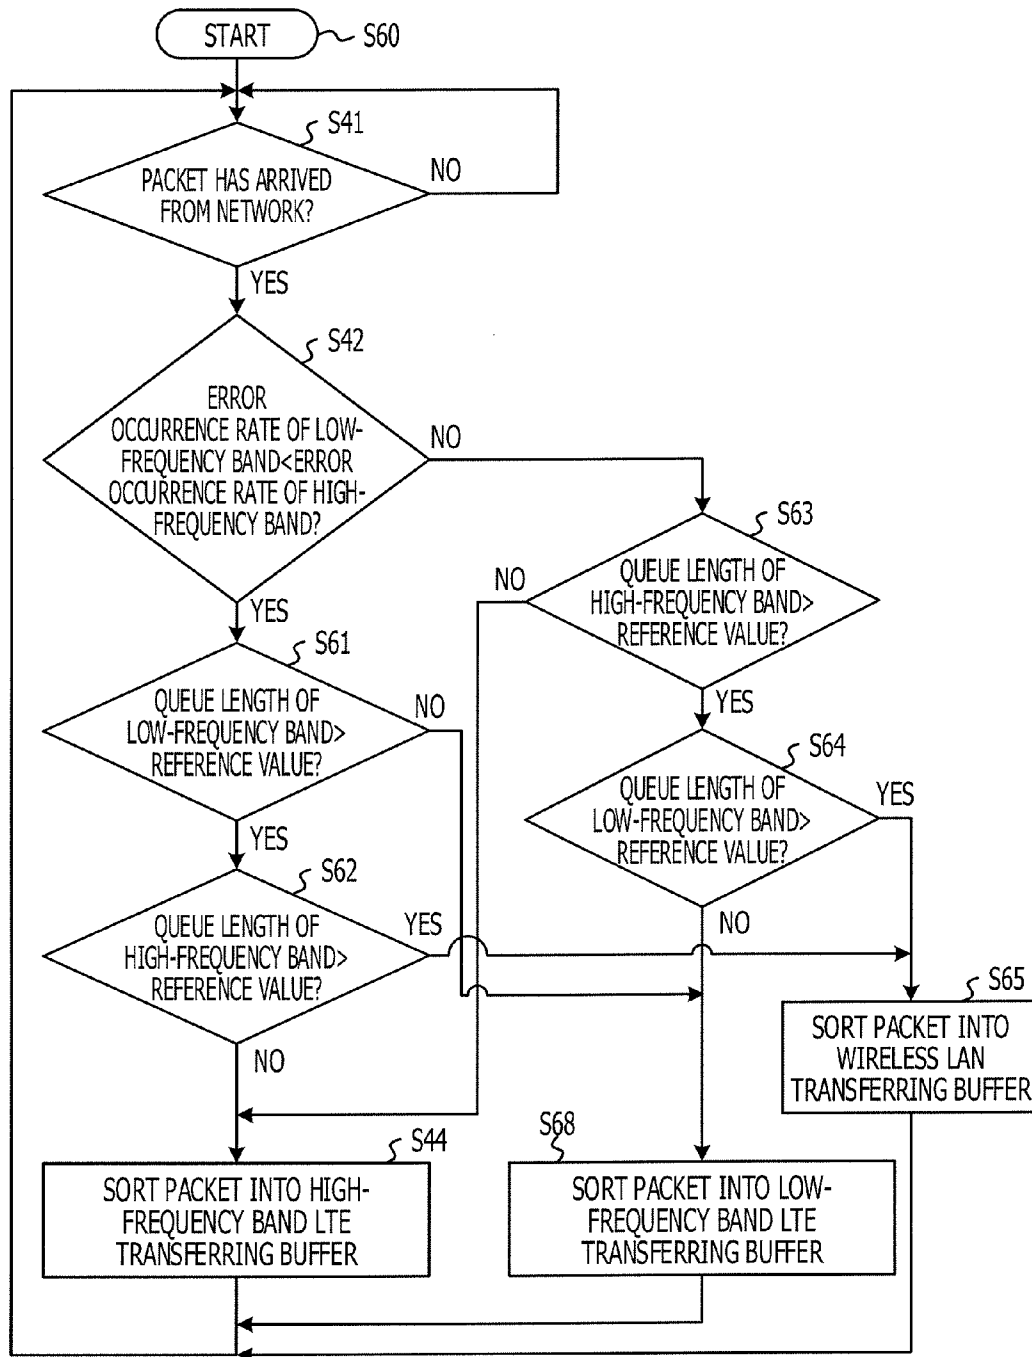 START
S60
S41
PACKET HAS ARRIVED
FROM NETWORK?
NO
YES
S42
ERROR
OCCURRENCE RATE OF LOW-
FREQUENCY BAND<ERROR
OCCURRENCE RATE OF HIGH-
FREQUENCY BAND?
NO
YES
S63
QUEUE LENGTH OF
HIGH-FREQUENCY BAND>
REFERENCE VALUE?
NO
YES
S61
QUEUE LENGTH OF
LOW-FREQUENCY BAND>
REFERENCE VALUE?
NO
YES
S64
QUEUE LENGTH OF
LOW-FREQUENCY BAND>
REFERENCE VALUE?
YES
NO
S62
QUEUE LENGTH OF
HIGH-FREQUENCY BAND>
REFERENCE VALUE?
YES
NO
S65
SORT PACKET INTO
WIRELESS LAN
TRANSFERRING BUFFER
S44
SORT PACKET INTO HIGH-
FREQUENCY BAND LTE
TRANSFERRING BUFFER
S68
SORT PACKET INTO LOW-
FREQUENCY BAND LTE
TRANSFERRING BUFFER